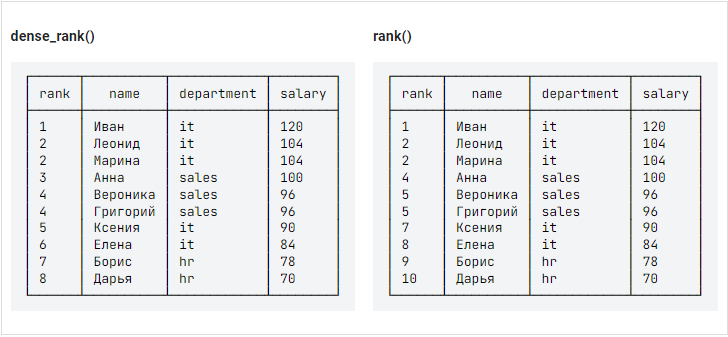 dense_rank()
rank name department salary
1 Иван it 120
2 Леонид it 104
2 Марина it 104
3 Анна sales 100
4 Вероника sales 96
4 Григорий sales 96
5 Ксения it 90
6 Елена it 84
7 Борис hr 78
8 Дарья hr 70
rank()
rank name department salary
1 Иван it 120
2 Леонид it 104
2 Марина it 104
4 Анна sales 100
5 Вероника sales 96
5 Григорий sales 96
7 Ксения it 90
8 Елена it 84
9 Борис hr 78
10 Дарья hr 70